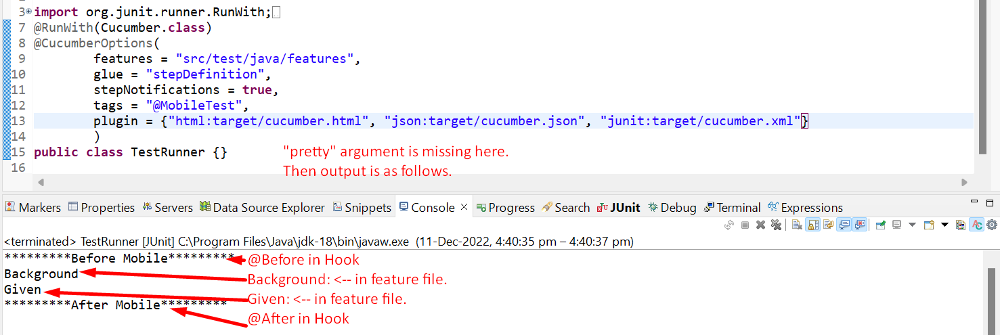 3 import org.junit.runner.RunWith;
7 @RunWith(Cucumber.class)
8 @CucumberOptions(
9 features = "src/test/java/features",
10 glue = "stepDefinition",
11 stepNotifications = true,
12 tags = "@MobileTest",
13 plugin = {"html:target/cucumber.html", "json:target/cucumber.json", "junit:target/cucumber.xml"}
14 )
15 public class TestRunner {}
"pretty" argument is missing here.
16
Then output is as follows.
Markers Properties Servers Data Source Explorer Snippets Console Progress Search JUnit Debug Terminal Expressions
<terminated> TestRunner [JUnit] C:\Program Files\Java\jdk-18\bin\javaw.exe (11-Dec-2022, 4:40:35 pm – 4:40:37 pm)
*********Before Mobile*********
@Before in Hook
Background
Background: <-- in feature file.
Given
Given: <-- in feature file.
*********After Mobile*********
@After in Hook